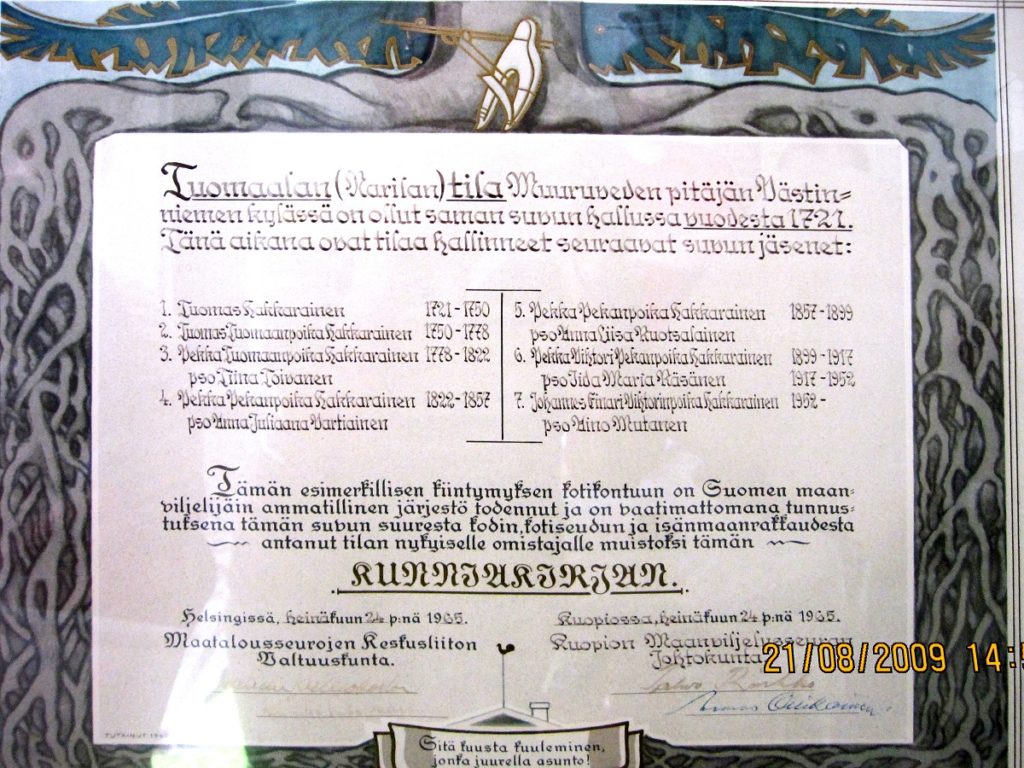 Tuomaalan (Narilan) tila Muuruveden pitäjän Västin=
niemen kylässä on ollut saman suvun hallussa vuodesta 1721.
Tänä aikana ovat tilaa hallinneet seuraavat suvun jäsenet:
1. Tuomas Hakkarainen 1721-1750
2. Tuomas Tuomaanpoika Hakkarainen 1750-1778
3. Pekka Tuomaanpoika Hakkarainen 1778-1822
pso Tiina Toivanen
4. Pekka Pekanpoika Hakkarainen 1822-1857
pso Anna Juliaana Vartiainen
5. Pekka Pekanpoika Hakkarainen 1857-1899
pso Anna Liisa Ruotsalainen
6. Pekka Vihtori Pekanpoika Hakkarainen 1899-1917
pso Iida Maria Räsänen 1917-1952
7. Johannes Einari Vihtorinpoika Hakkarainen 1952-
pso Aino Mutanen
Tämän esimerkillisen kiintymyksen kotikontuun on Suomen maan-
viljelijäin ammatillinen järjestö todennut ja on vaatimattomana tunnus-
tuksena tämän suvun suuresta kodin, kotiseudun ja isänmaanrakkaudesta
antanut tilan nykyiselle omistajalle muistoksi tämän
KUNNIAKIRJAN.
Helsingissä, heinäkuun 24 p:nä 1965.
Maatalousseurojen Keskusliiton
Valtuuskunta.
Kuopiossa, heinäkuun 24 p:nä 1965.
Kuopion Maanviljelysseuran
Johtokunta
21/08/2009 14:5
Sitä kuusta kuuleminen,
jonka juurella asunto!